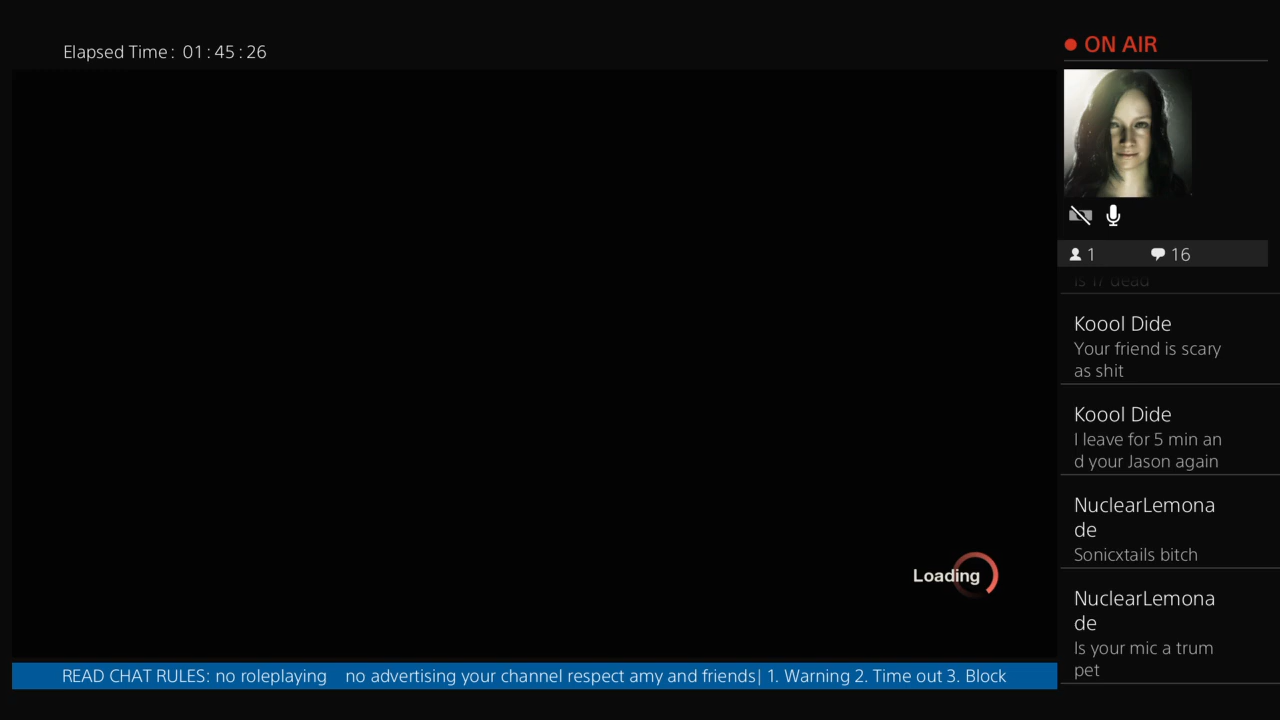 Elapsed Time: 01:45:26
ON AIR
1 16
is 17 dead
Koool Dide
Your friend is scary
as shit
Koool Dide
I leave for 5 min an
d your Jason again
NuclearLemona
de
Sonicxtails bitch
NuclearLemona
de
Is your mic a trum
pet
Loading
READ CHAT RULES: no roleplaying no advertising your channel respect amy and friends| 1. Warning 2. Time out 3. Block